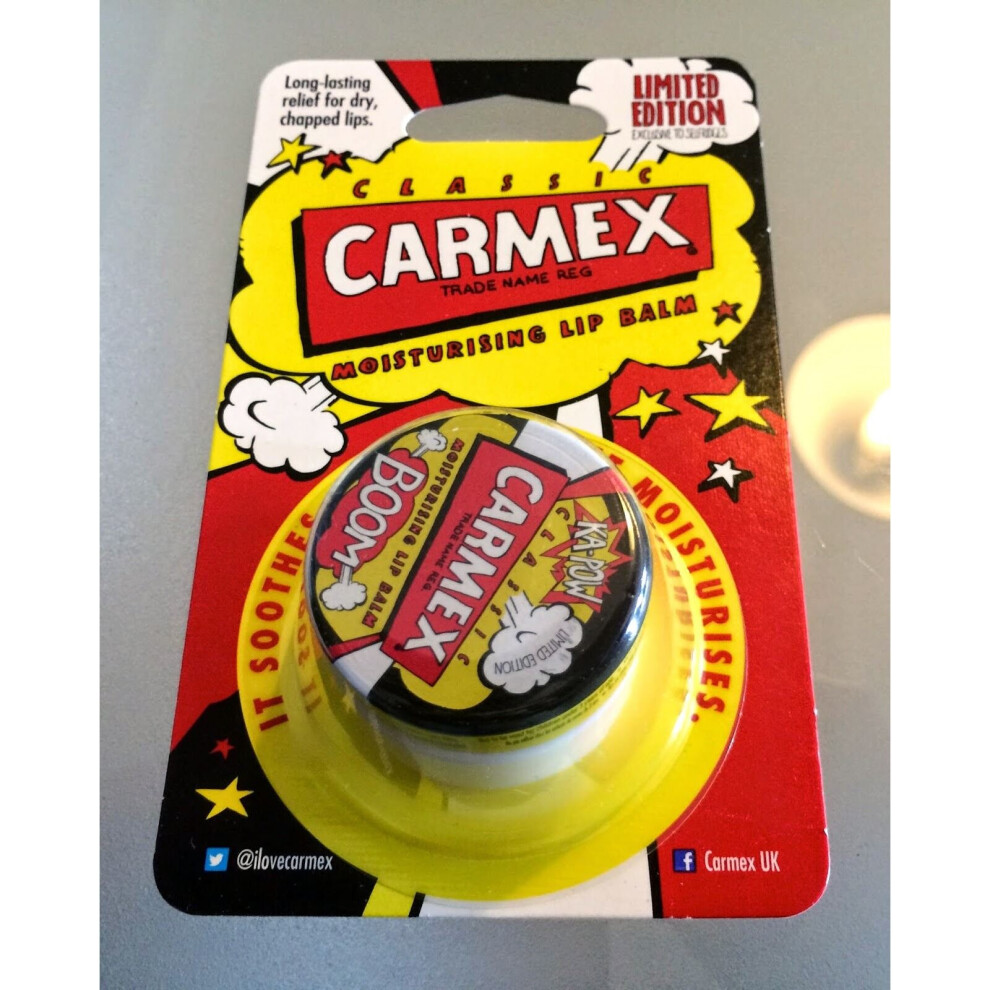 Long-lasting
relief for dry,
chapped lips.
LIMITED
EDITION
EXCLUSIVE TO SELFRIDGES
CLASSIC
CARMEX®
TRADE NAME REG
MOISTURISING LIP BALM
BOOM
MOISTURISING LIP BALM
CARMEX
TRADE NAME REG.
CLASSIC
KA-POW
LIMITED EDITION
IT SOOTHES
MOISTURISES.
@ilovecarmex
Carmex UK